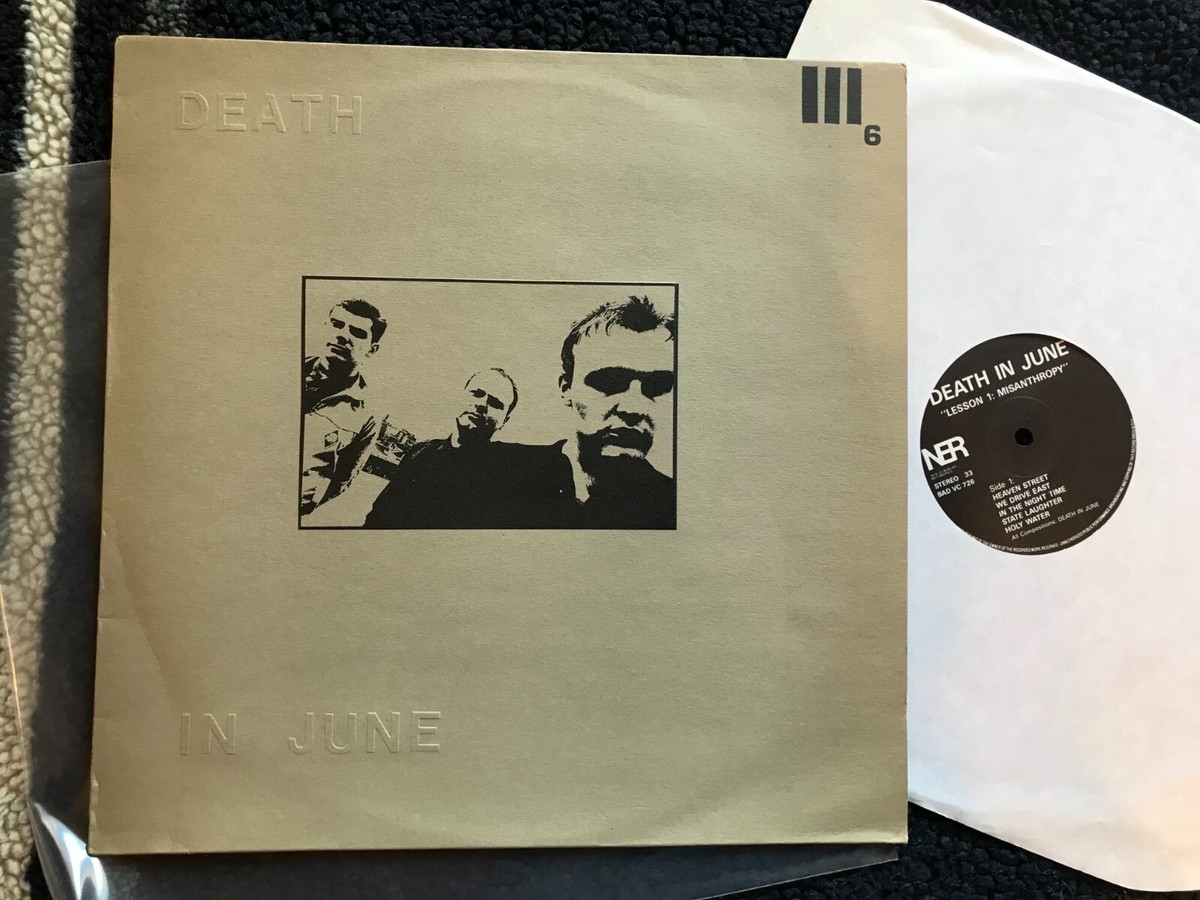 DEATH
III
6
IN JUNE
DEATH IN JUNE
"LESSON 1: MISANTHROPY"
NER
STEREO 33
BAD VC 726
Side 1:
HEAVEN STREET
WE DRIVE EAST
IN THE NIGHT TIME
STATE LAUGHTER
HOLY WATER
All Compositions: DEATH IN JUNE